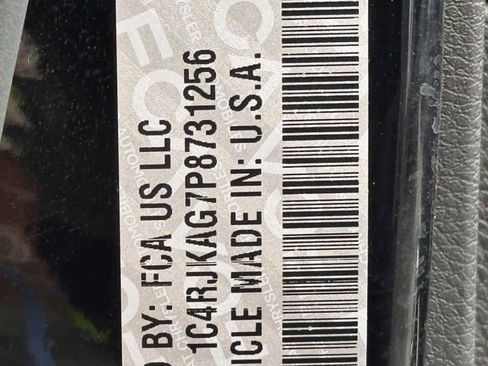 D BY: FCA US LLC
1C4RJKAG7P8731256
ICLE MADE IN: U.S.A.